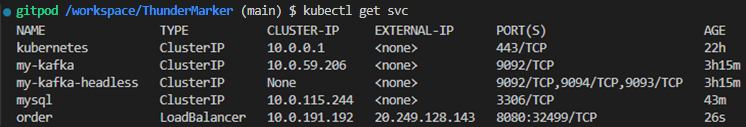 gitpod /workspace/ThunderMarker (main) $ kubectl get svc
NAME TYPE CLUSTER-IP EXTERNAL-IP PORT(S) AGE
kubernetes ClusterIP 10.0.0.1 <none> 443/TCP 22h
my-kafka ClusterIP 10.0.59.206 <none> 9092/TCP 3h15m
my-kafka-headless ClusterIP None <none> 9092/TCP,9094/TCP,9093/TCP 3h15m
mysql ClusterIP 10.0.115.244 <none> 3306/TCP 43m
order LoadBalancer 10.0.191.192 20.249.128.143 8080:32499/TCP 26s